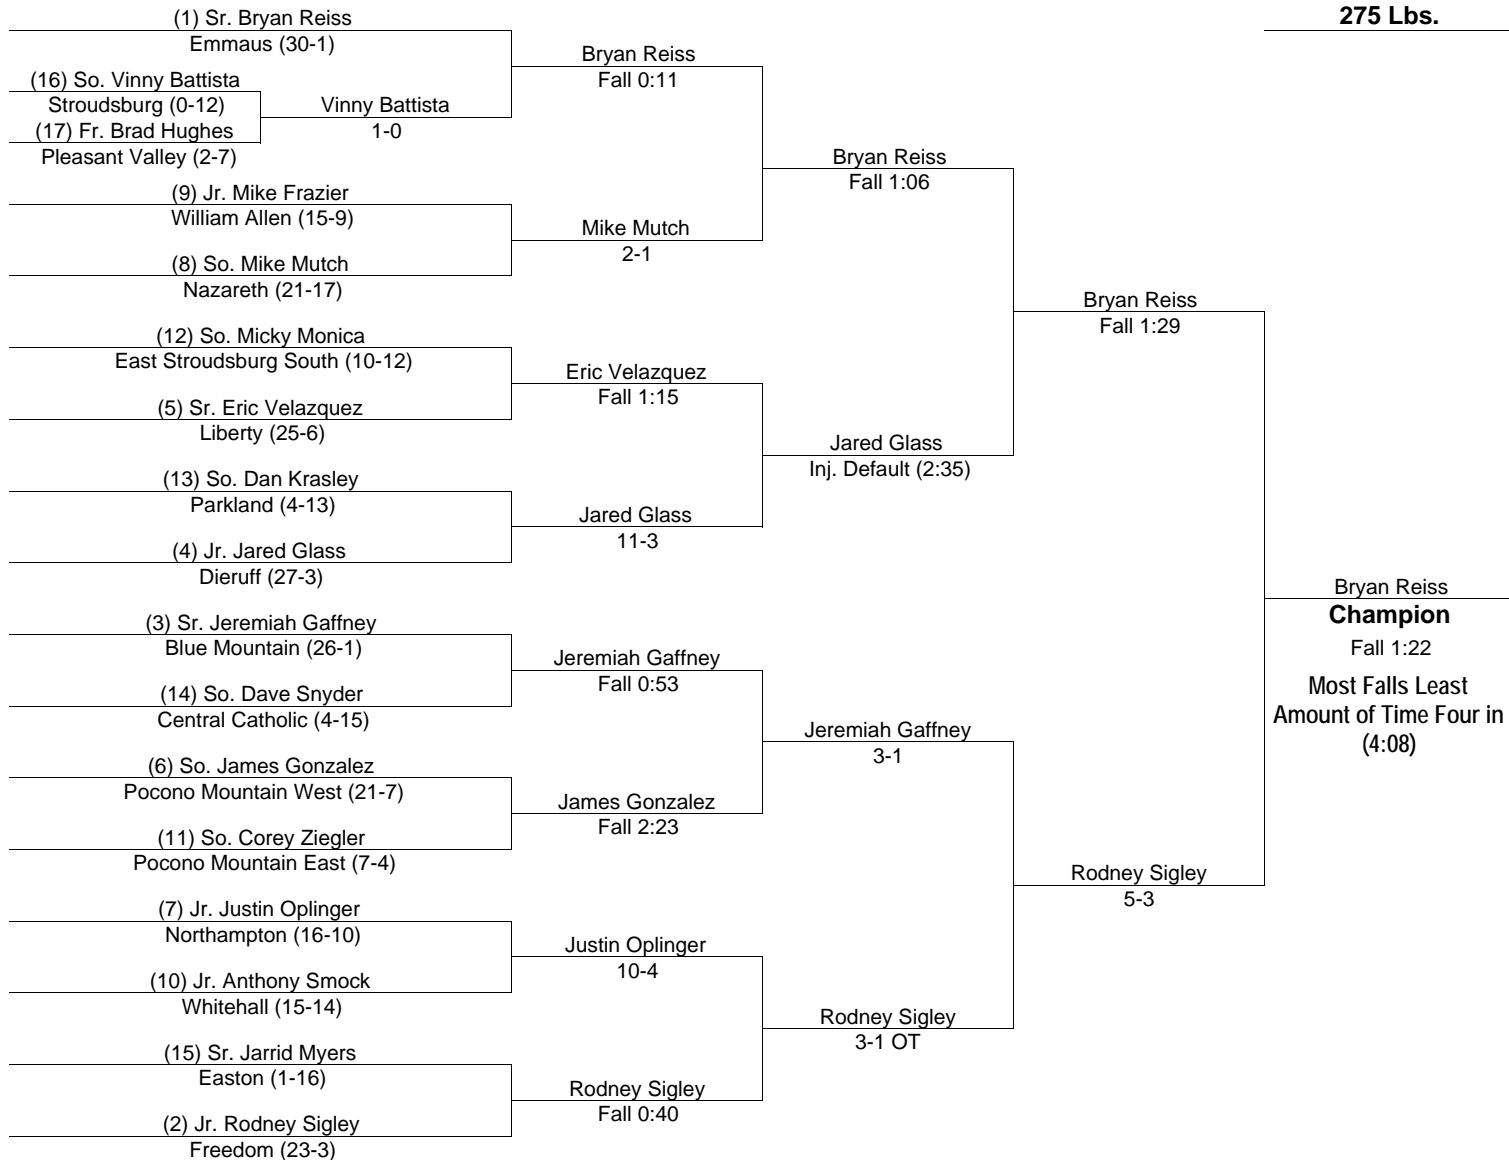 275 Lbs.
(1) Sr. Bryan Reiss
Emmaus (30-1)
(16) So. Vinny Battista
Stroudsburg (0-12)
(17) Fr. Brad Hughes
Pleasant Valley (2-7)
(9) Jr. Mike Frazier
William Allen (15-9)
(8) So. Mike Mutch
Nazareth (21-17)
(12) So. Micky Monica
East Stroudsburg South (10-12)
(5) Sr. Eric Velazquez
Liberty (25-6)
(13) So. Dan Krasley
Parkland (4-13)
(4) Jr. Jared Glass
Dieruff (27-3)
(3) Sr. Jeremiah Gaffney
Blue Mountain (26-1)
(14) So. Dave Snyder
Central Catholic (4-15)
(6) So. James Gonzalez
Pocono Mountain West (21-7)
(11) So. Corey Ziegler
Pocono Mountain East (7-4)
(7) Jr. Justin Oplinger
Northampton (16-10)
(10) Jr. Anthony Smock
Whitehall (15-14)
(15) Sr. Jarrid Myers
Easton (1-16)
(2) Jr. Rodney Sigley
Freedom (23-3)
Vinny Battista
1-0
Bryan Reiss
Fall 0:11
Mike Mutch
2-1
Eric Velazquez
Fall 1:15
Jared Glass
11-3
Jeremiah Gaffney
Fall 0:53
James Gonzalez
Fall 2:23
Justin Oplinger
10-4
Rodney Sigley
Fall 0:40
Bryan Reiss
Fall 1:06
Jared Glass
Inj. Default (2:35)
Jeremiah Gaffney
3-1
Rodney Sigley
3-1 OT
Bryan Reiss
Fall 1:29
Rodney Sigley
5-3
Bryan Reiss
Champion
Fall 1:22
Most Falls Least
Amount of Time Four in
(4:08)